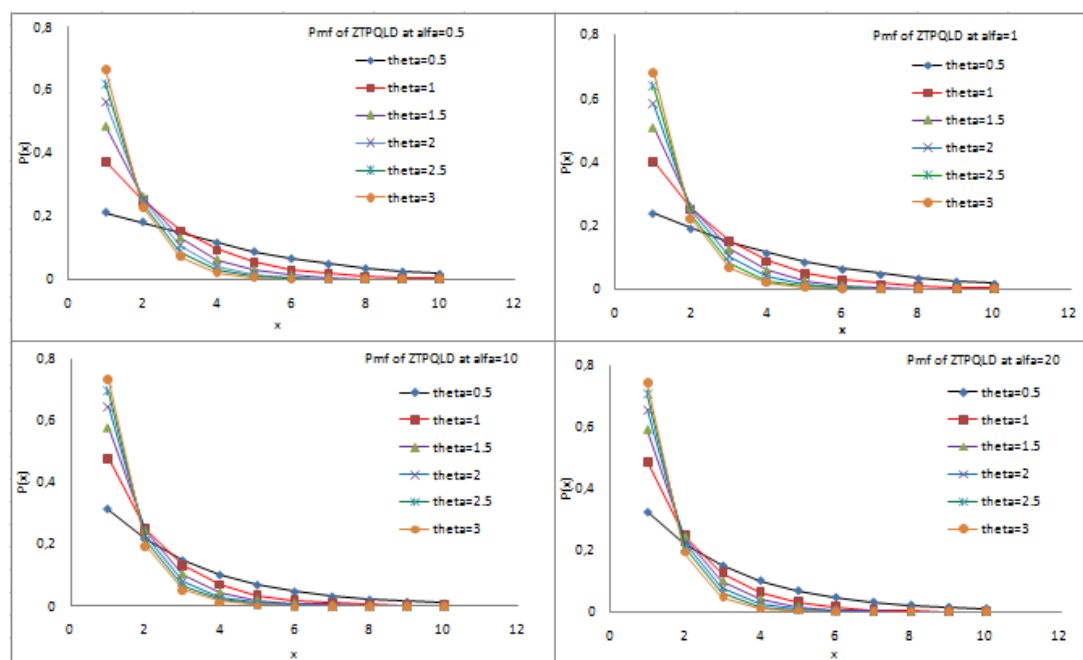 Pmf of ZTPQLD at alfa=0.5
0,8
0,6
0,4
0,2
0
P(x)
theta=0.5
theta=1
theta=1.5
theta=2
theta=2.5
theta=3
0 2 4 6 8 10 12
x
Pmf of ZTPQLD at alfa=1
0,8
0,6
0,4
0,2
0
P(x)
theta=0.5
theta=1
theta=1.5
theta=2
theta=2.5
theta=3
0 2 4 6 8 10 12
x
Pmf of ZTPQLD at alfa=10
0,8
0,6
0,4
0,2
0
P(x)
theta=0.5
theta=1
theta=1.5
theta=2
theta=2.5
theta=3
0 2 4 6 8 10 12
x
Pmf of ZTPQLD at alfa=20
0,8
0,6
0,4
0,2
0
P(x)
theta=0.5
theta=1
theta=1.5
theta=2
theta=2.5
theta=3
0 2 4 6 8 10 12
x